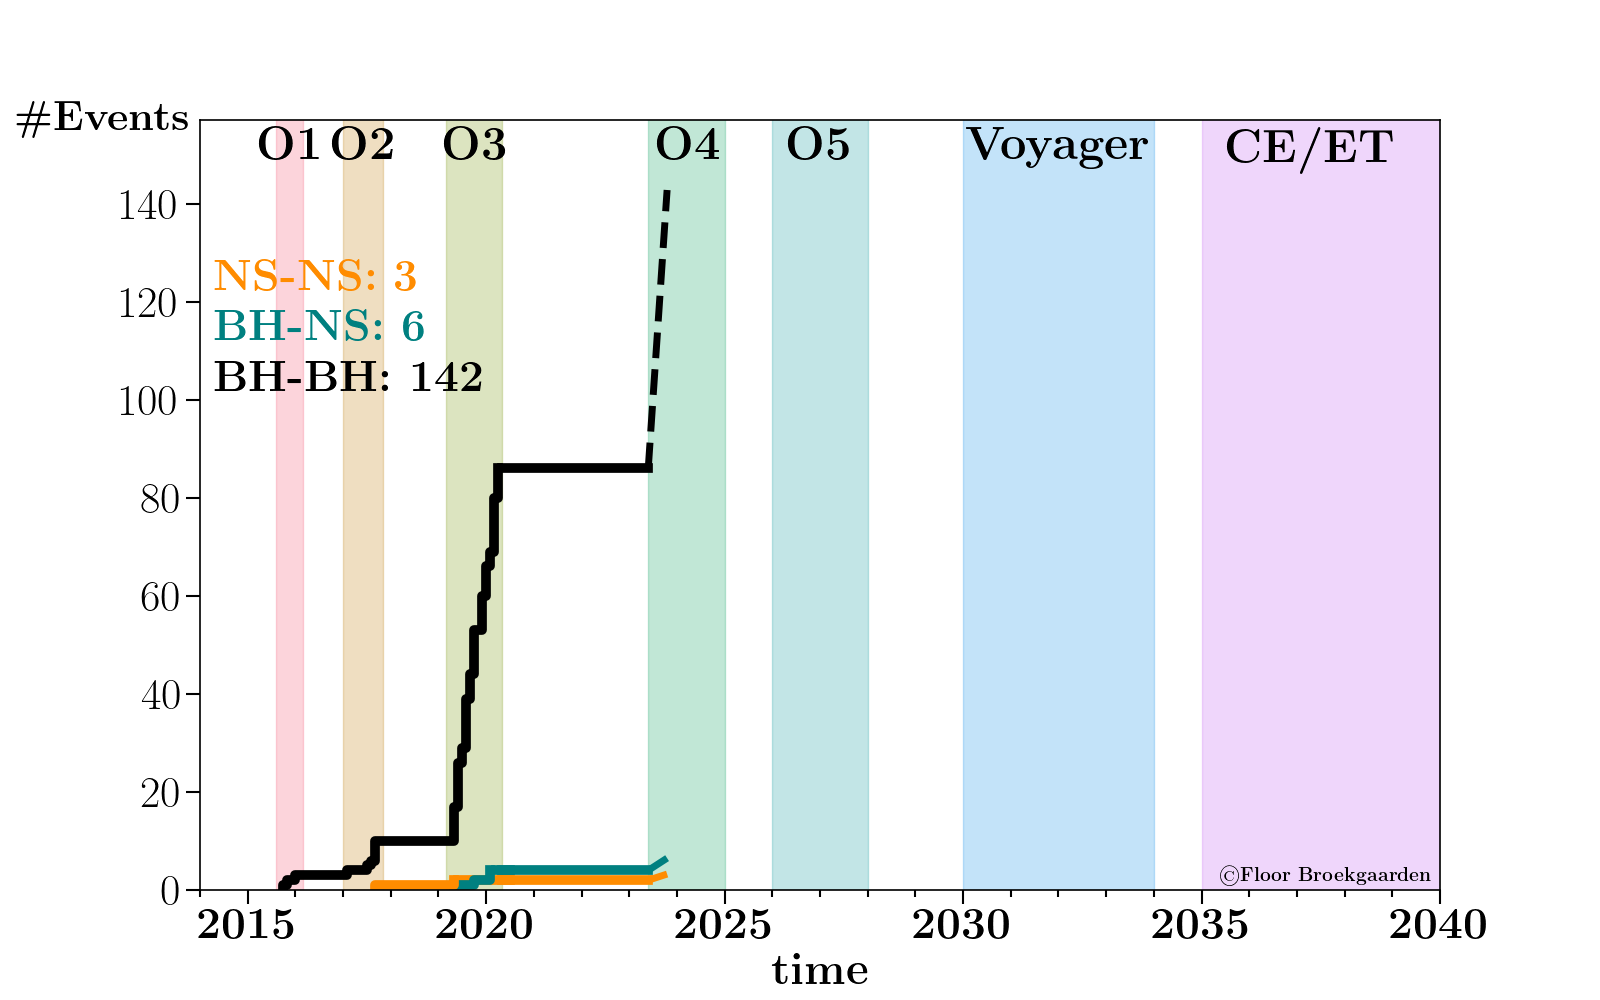 #Events
O1 O2 O3 O4 O5 Voyager CE/ET
140
NS-NS: 3
120
BH-NS: 6
BH-BH: 142
100
80
60
40
20
©Floor Broekgaarden
0
2015 2020 2025 2030 2035 2040
time